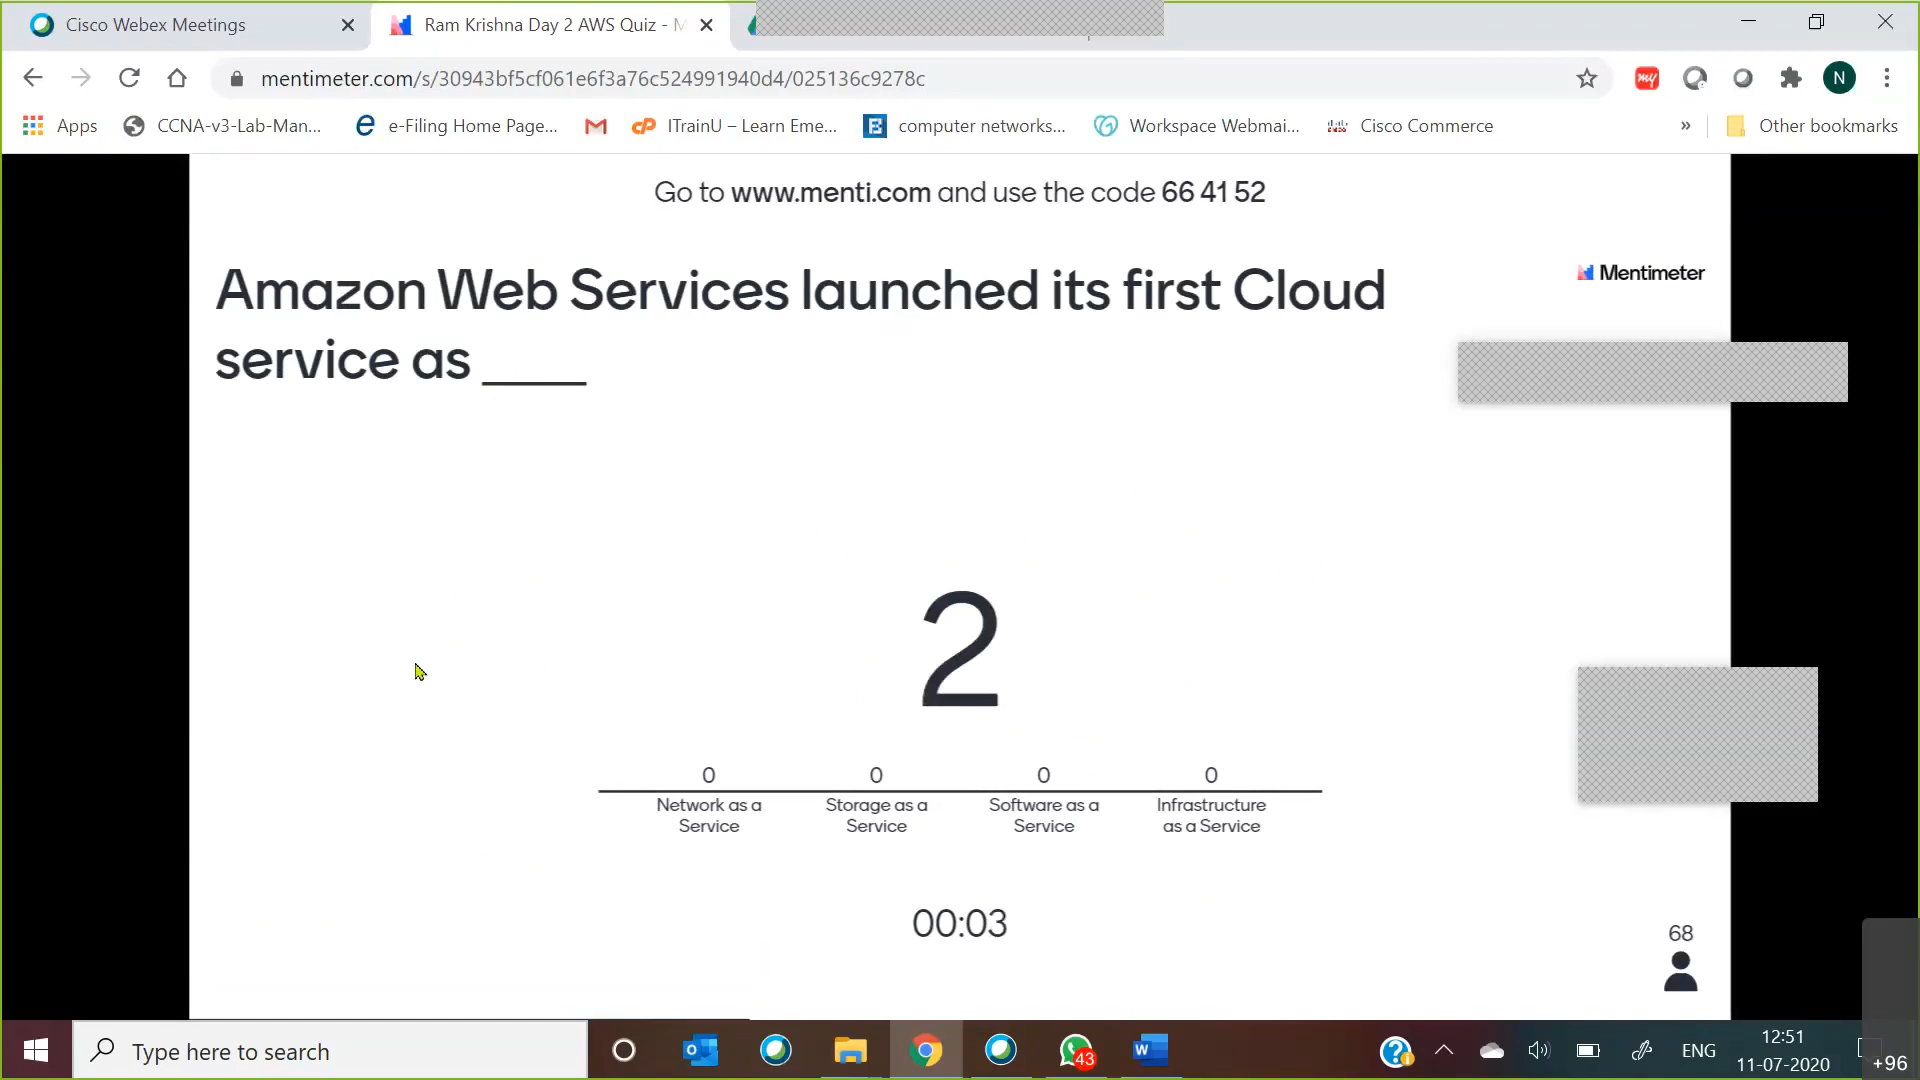 Cisco Webex Meetings
Ram Krishna Day 2 AWS Quiz - M
mentimeter.com/s/30943bf5cf061e6f3a76c524991940d4/025136c9278c
my
N
Apps
CCNA-v3-Lab-Man...
e-Filing Home Page...
ITrainU – Learn Eme...
computer networks...
Workspace Webmai...
Cisco Commerce
»
Other bookmarks
Go to www.menti.com and use the code 66 41 52
Amazon Web Services launched its first Cloud
service as ____
Mentimeter
2
0 0 0 0
Network as a Storage as a Software as a Infrastructure
Service Service Service as a Service
00:03
68
Type here to search
43
ENG
12:51
11-07-2020
+96